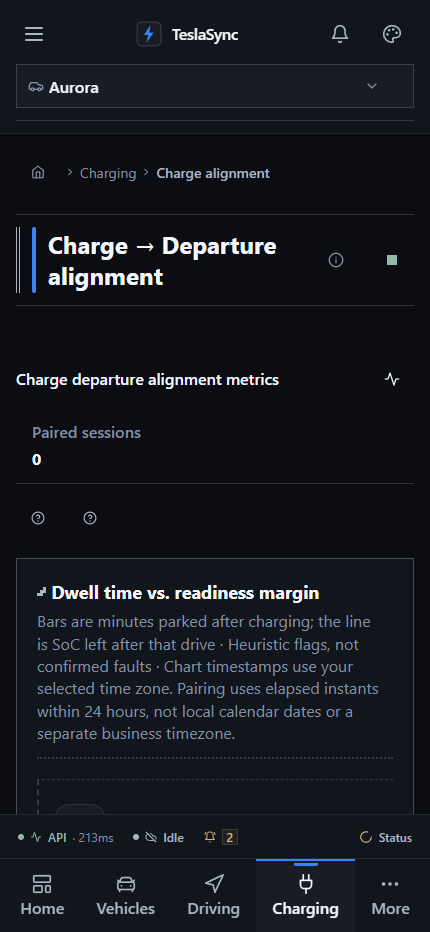 TeslaSync
Aurora
Charging
Charge alignment
Charge → Departure
alignment
Charge departure alignment metrics
Paired sessions
0
Dwell time vs. readiness margin
Bars are minutes parked after charging; the line
is SoC left after that drive · Heuristic flags, not
confirmed faults · Chart timestamps use your
selected time zone. Pairing uses elapsed instants
within 24 hours, not local calendar dates or a
separate business timezone.
API · 213ms
Idle
2
Status
Home
Vehicles
Driving
Charging
More